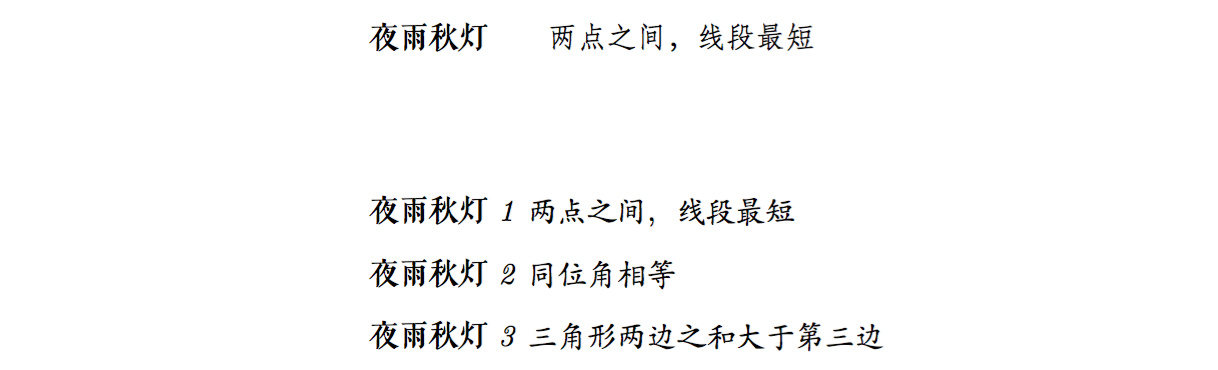 夜雨秋灯 两点之间，线段最短
夜雨秋灯 1 两点之间，线段最短
夜雨秋灯 2 同位角相等
夜雨秋灯 3 三角形两边之和大于第三边